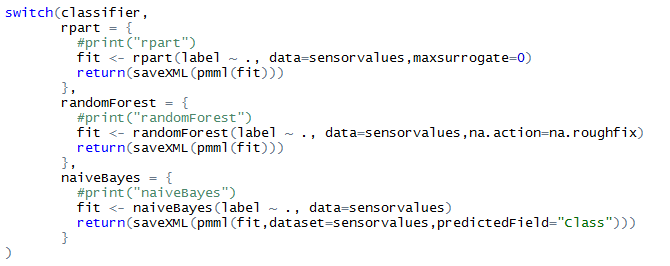 switch(classifier,
       rpart = {
         #print("rpart")
         fit <- rpart(label ~ ., data=sensorvalues,maxsurrogate=0)
         return(saveXML(pmml(fit)))
       },
       randomForest = {
         #print("randomForest")
         fit <- randomForest(label ~ ., data=sensorvalues,na.action=na.roughfix)
         return(saveXML(pmml(fit)))
       },
       naiveBayes = {
         #print("naiveBayes")
         fit <- naiveBayes(label ~ ., data=sensorvalues)
         return(saveXML(pmml(fit,dataset=sensorvalues,predictedField="Class")))
       }
)